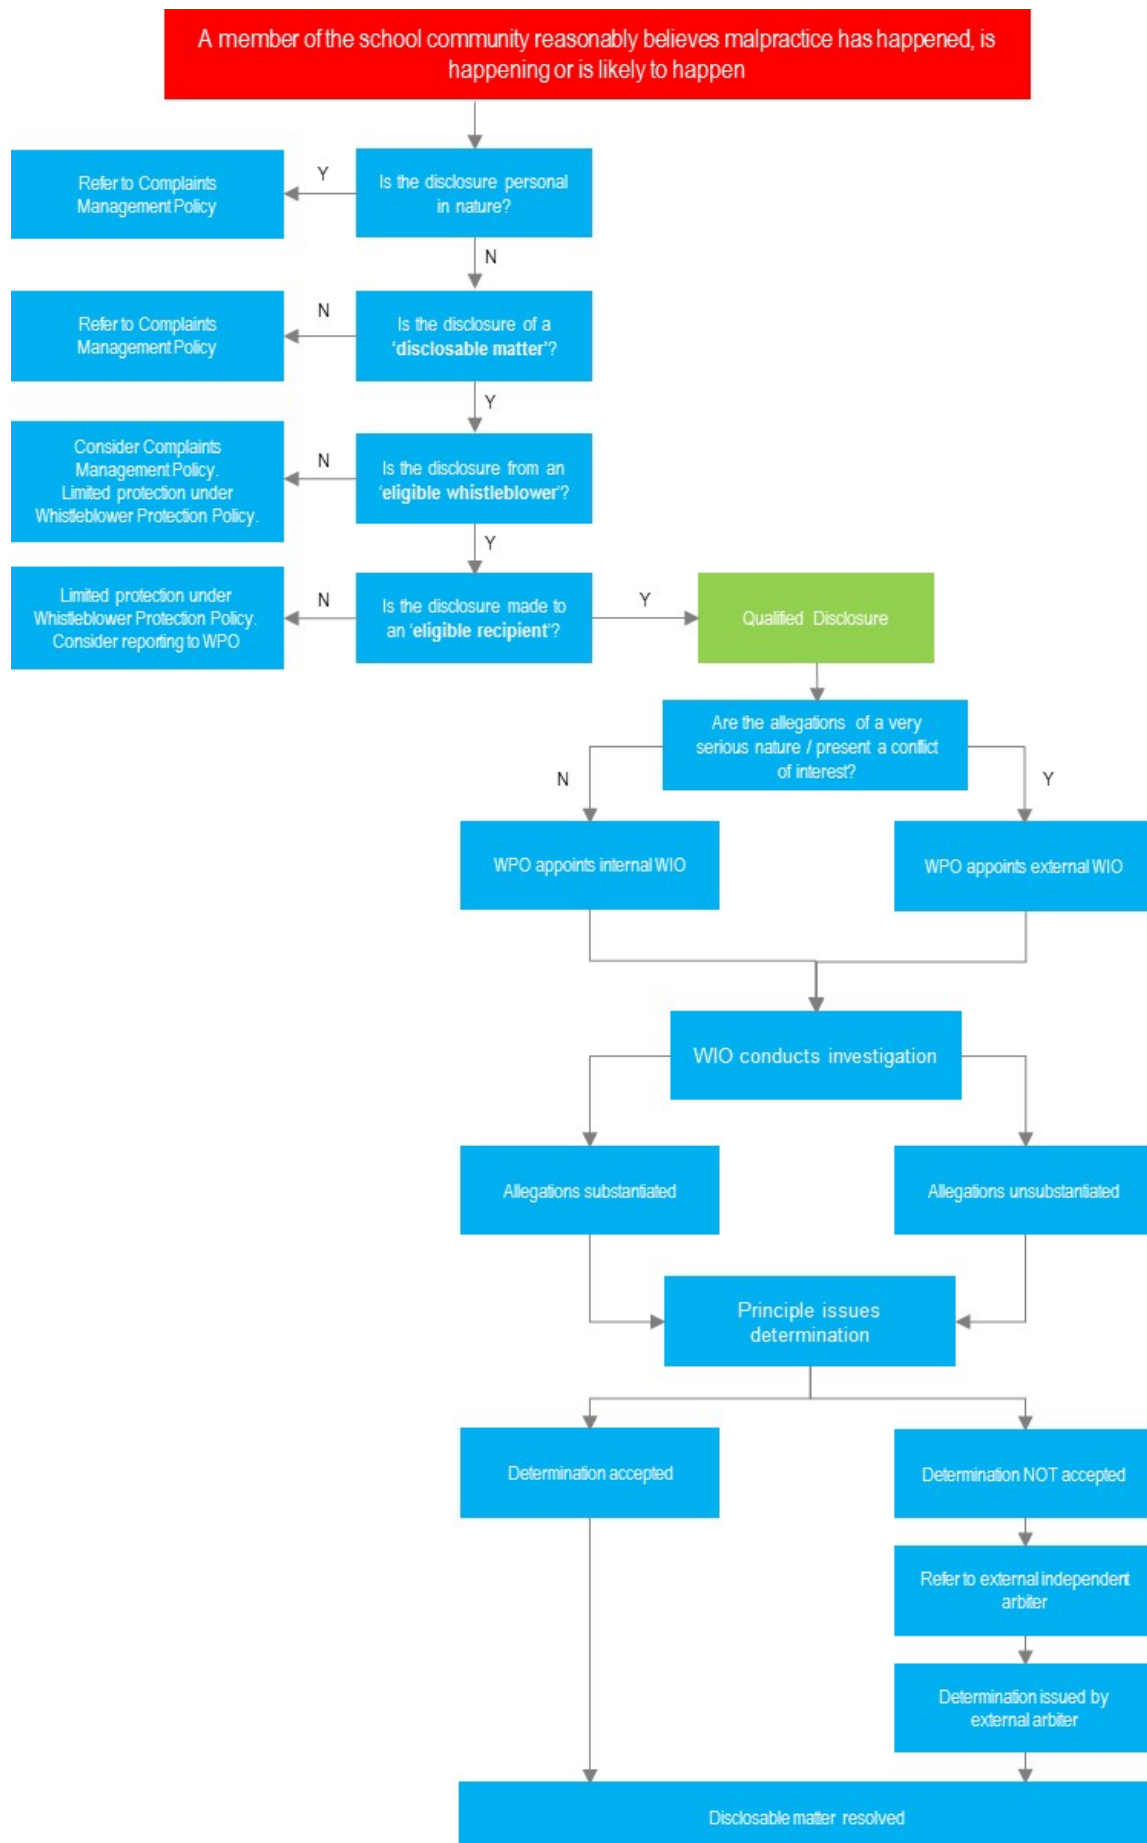 A member of the school community reasonably believes malpractice has happened, is
happening or is likely to happen
Refer to Complaints
Management Policy
Y
Is the disclosure personal
in nature?
N
Refer to Complaints
Management Policy
N
Is the disclosure of a
‘disclosable matter’?
Y
Consider Complaints
Management Policy.
Limited protection under
Whistleblower Protection Policy.
N
Is the disclosure from an
‘eligible whistleblower’?
Y
Limited protection under
Whistleblower Protection Policy.
Consider reporting to WPO
N
Is the disclosure made to
an ‘eligible recipient’?
Y
Qualified Disclosure
Are the allegations of a very
serious nature / present a conflict
of interest?
N
Y
WPO appoints internal WIO
WPO appoints external WIO
WIO conducts investigation
Allegations substantiated
Allegations unsubstantiated
Principle issues
determination
Determination accepted
Determination NOT accepted
Refer to external independent
arbiter
Determination issued by
external arbiter
Disclosable matter resolved